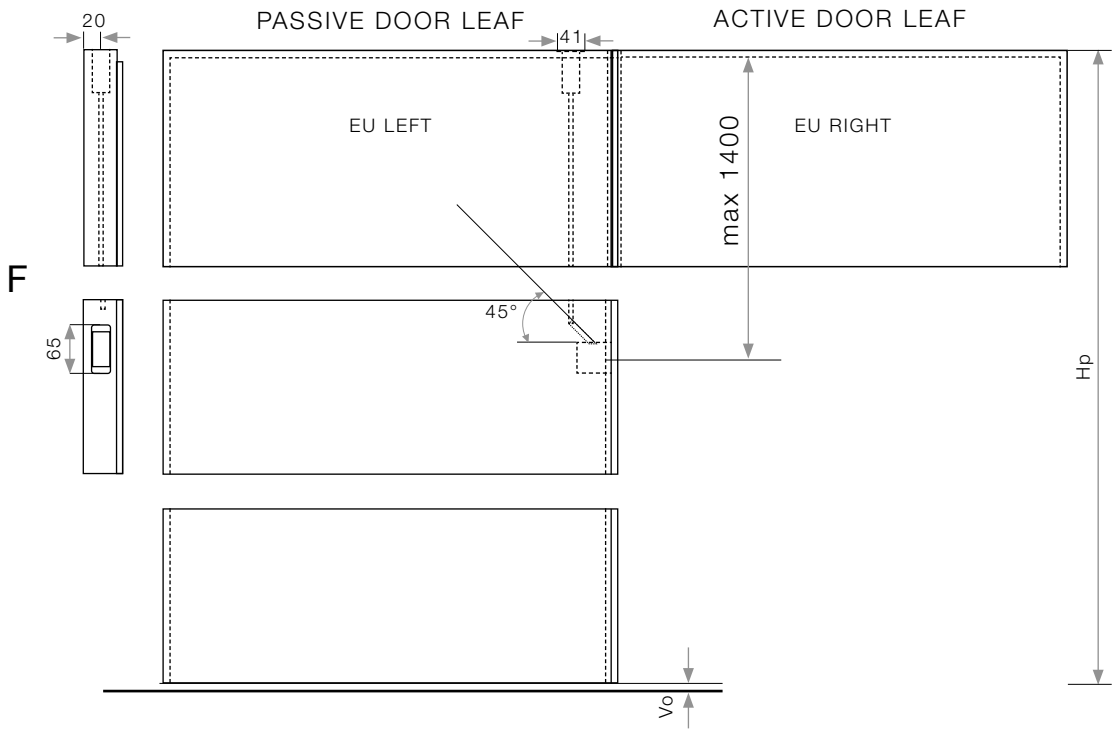 20
PASSIVE DOOR LEAF
ACTIVE DOOR LEAF
41
EU LEFT
EU RIGHT
max 1400
F
45°
65
Hp
Vo